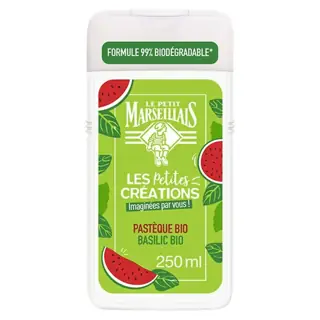 FORMULE 99% BIODÉGRADABLE*
LE PETIT
MARSEILLAIS
LES Petites
CRÉATIONS
Imaginées par vous !
PASTÈQUE BIO
BASILIC BIO
250 ml